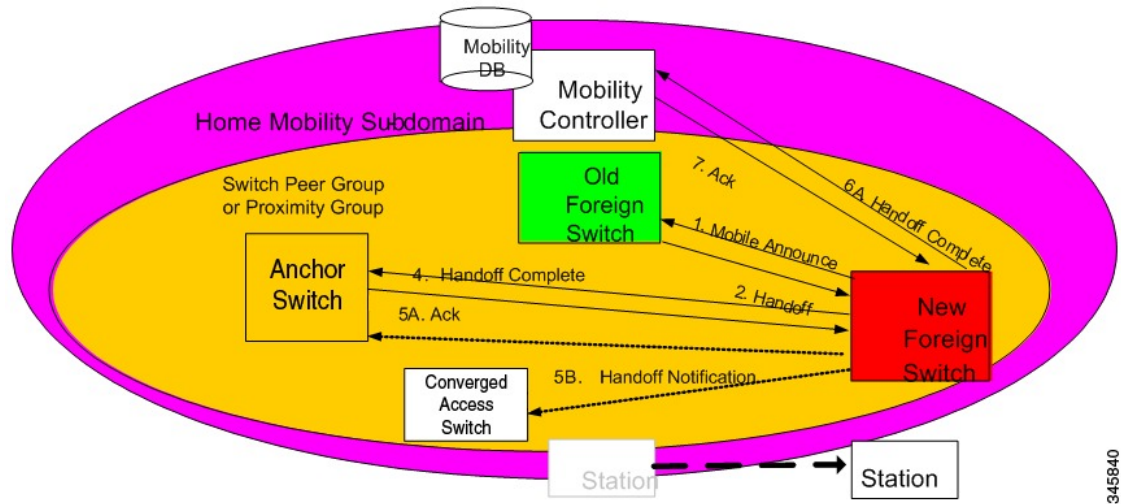 Mobility
DB
Mobility
Controller
Home Mobility Subdomain
Switch Peer Group
or Proximity Group
Old
Foreign
Switch
7. Ack
6A. Handoff Complete
1. Mobile Announce
Anchor
Switch
4. Handoff Complete
2. Handoff
5A. Ack
New
Foreign
Switch
5B. Handoff Notification
Converged
Access
Switch
Station
Station
345840